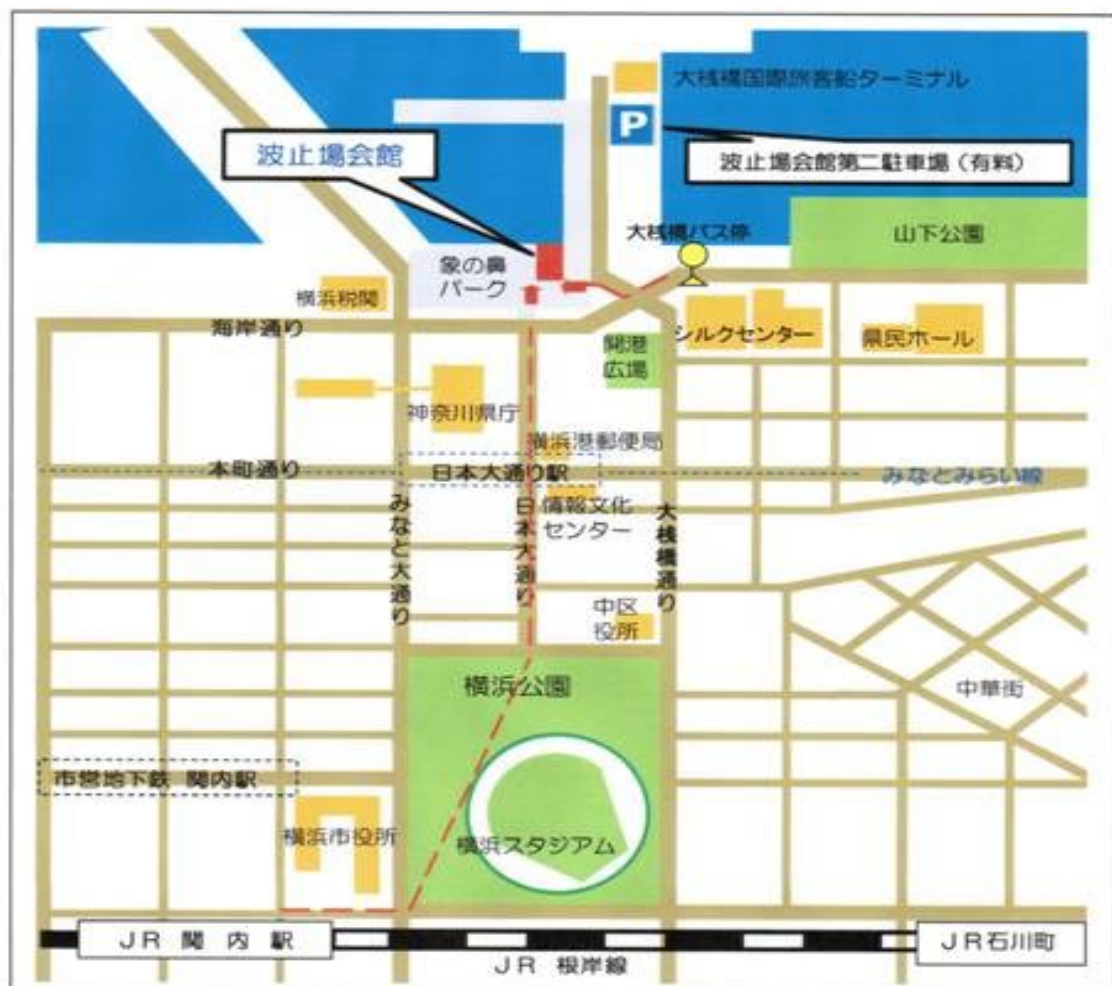 大桟橋国際旅客船ターミナル
P
波止場会館
波止場会館第二駐車場（有料）
大桟橋バス停
山下公園
象の鼻
パーク
横浜税関
海岸通り
シルクセンター
県民ホール
開港
広場
神奈川県庁
横浜港郵便局
本町通り
日本大通り駅
みなとみらい線
情報文化
センター
みなと大通り
日本大通り
大桟橋通り
中区
役所
横浜公園
中華街
市営地下鉄 関内駅
横浜市役所
横浜スタジアム
JR 関内駅
JR石川町
JR 根岸線